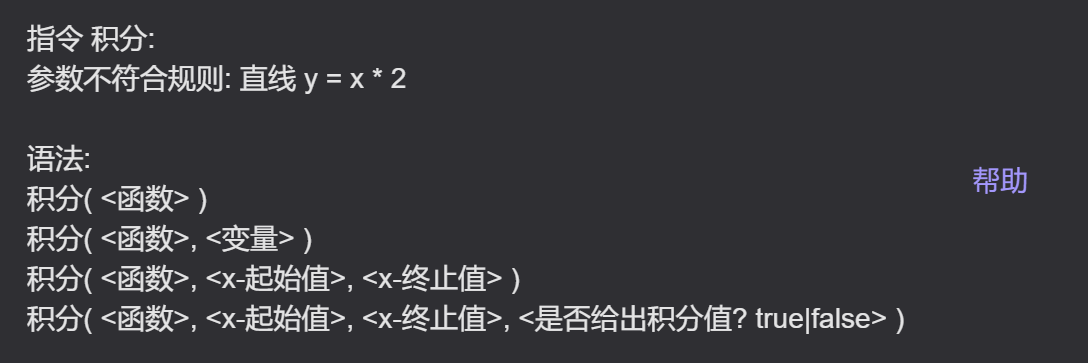 指令 积分:
参数不符合规则: 直线 y = x * 2
语法:
积分( <函数> )
积分( <函数>, <变量> )
积分( <函数>, <x-起始值>, <x-终止值> )
积分( <函数>, <x-起始值>, <x-终止值>, <是否给出积分值? true|false> )
帮助